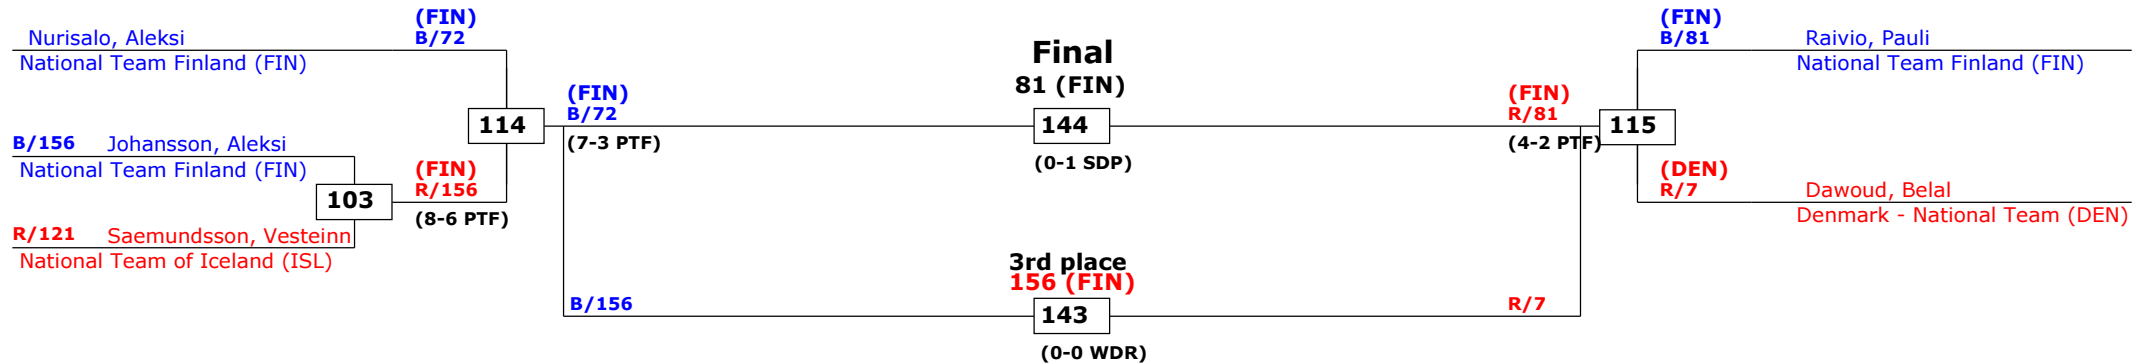 (FIN)
B/72
Nurisalo, Aleksi
National Team Finland (FIN)
B/156 Johansson, Aleksi
National Team Finland (FIN)
R/121 Saemundsson, Vesteinn
National Team of Iceland (ISL)
103
(FIN)
R/156
(8-6 PTF)
114
(FIN)
B/72
(7-3 PTF)
Final
81 (FIN)
144
(0-1 SDP)
3rd place
156 (FIN)
143
(0-0 WDR)
B/156
R/7
(FIN)
R/81
(4-2 PTF)
115
(FIN)
B/81
Raivio, Pauli
National Team Finland (FIN)
(DEN)
R/7
Dawoud, Belal
Denmark - National Team (DEN)